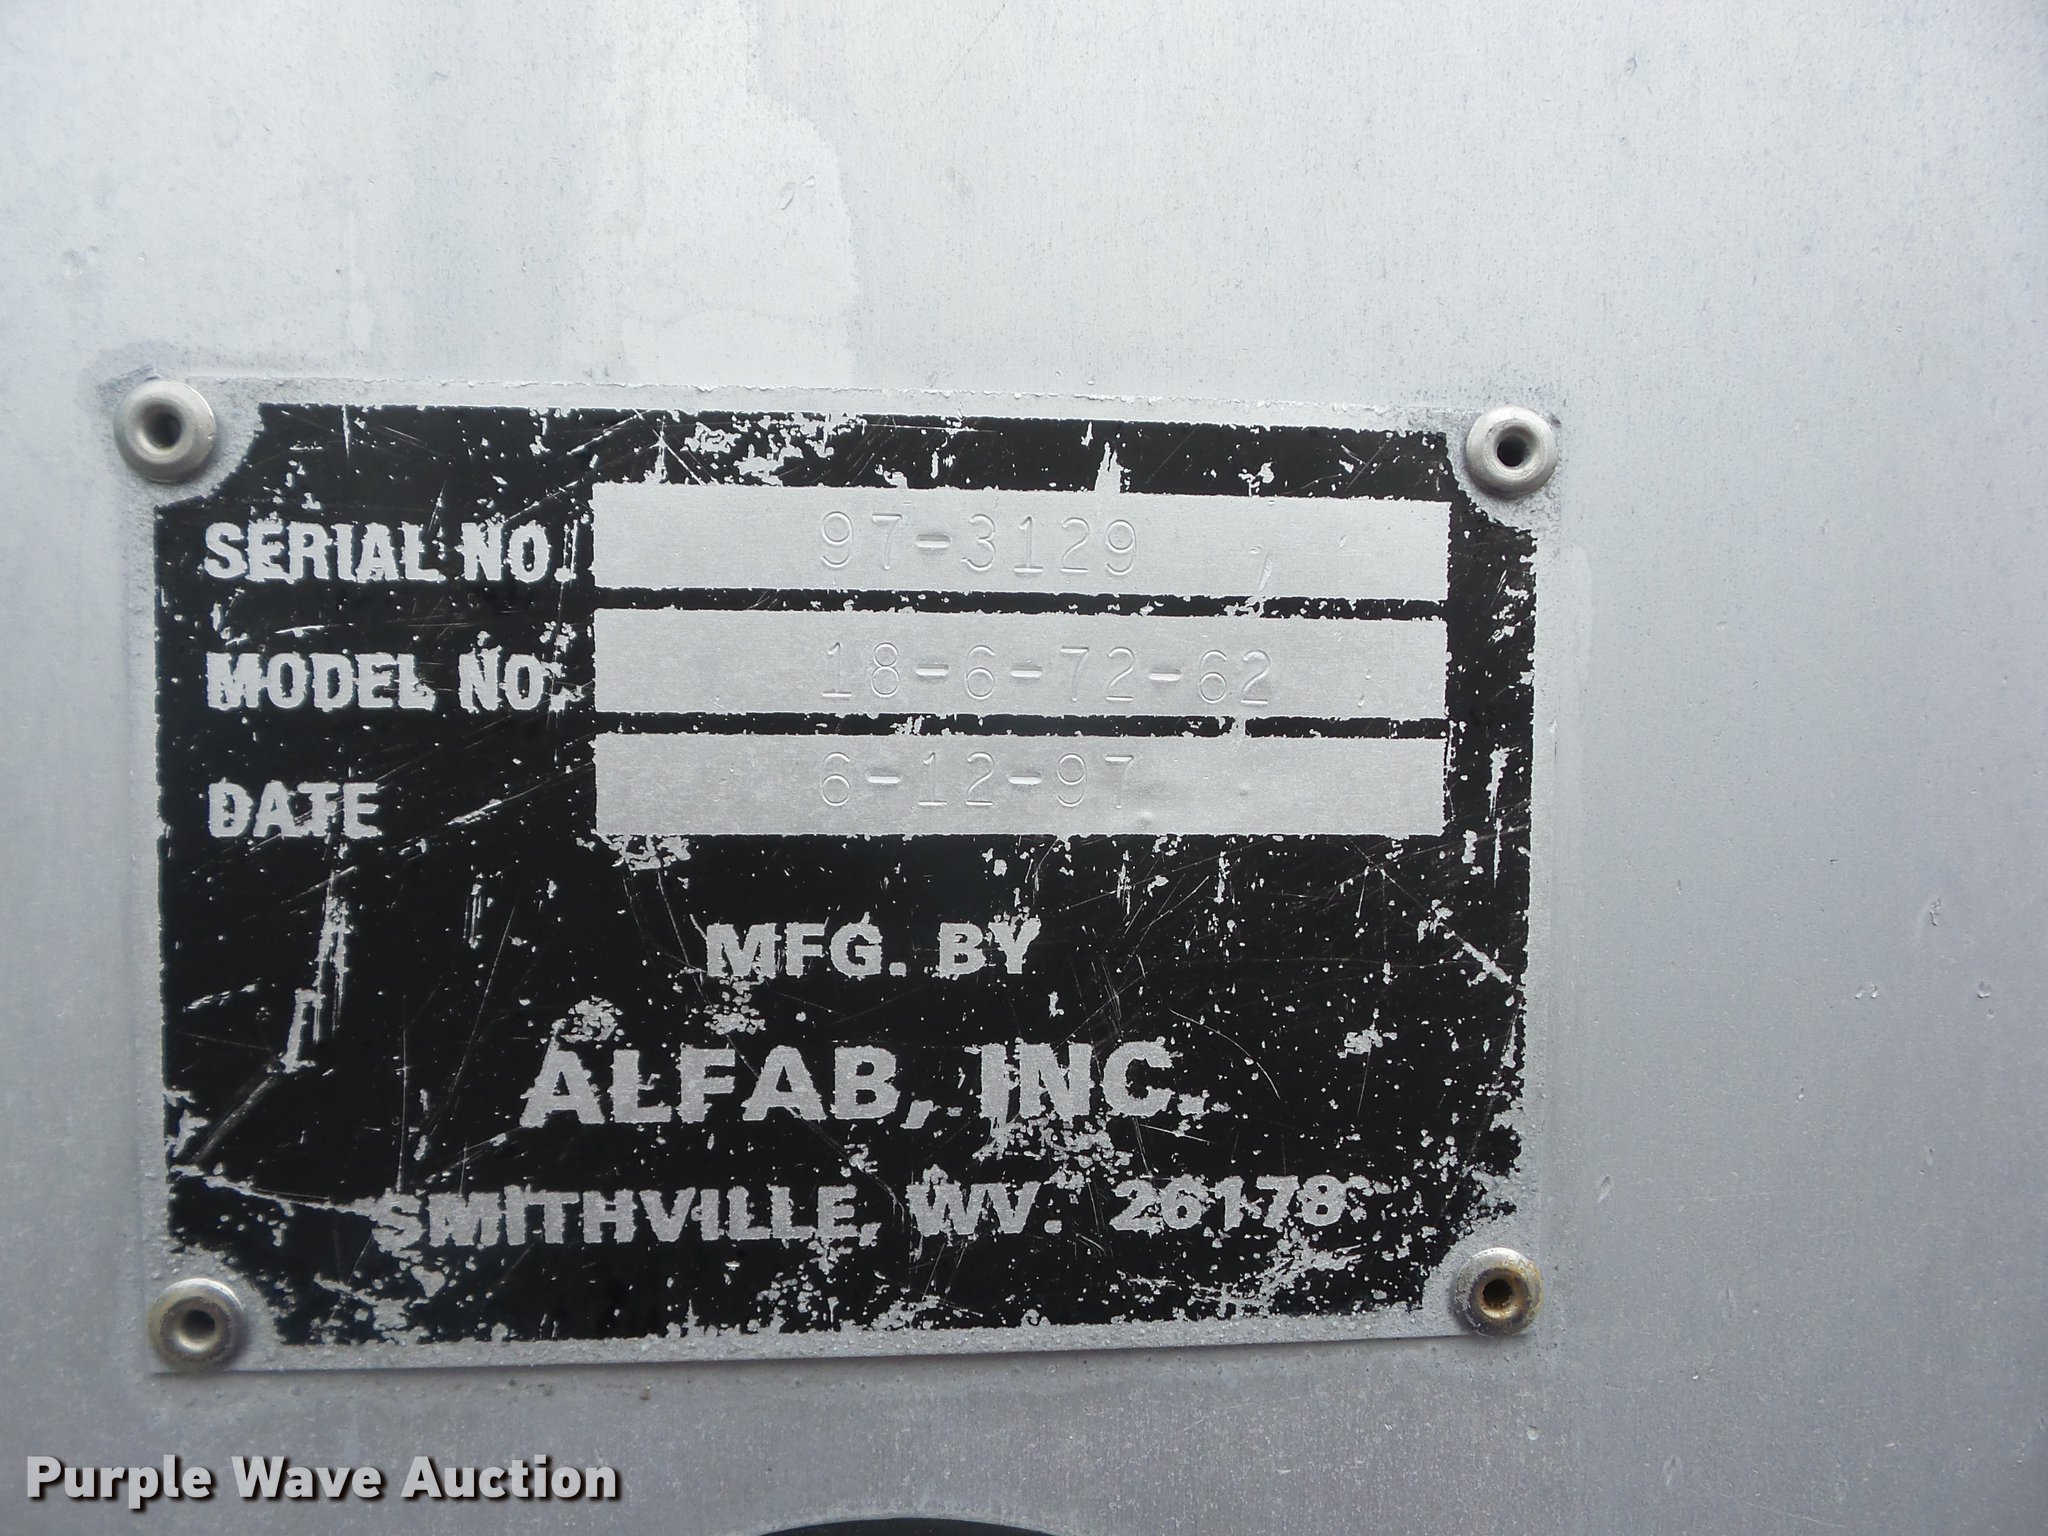 SERIAL NO. 97-3129
MODEL NO. 18-6-72-62
DATE 6-12-97
MFG. BY
ALFAB, INC.
SMITHVILLE, WV. 26178
Purple Wave Auction